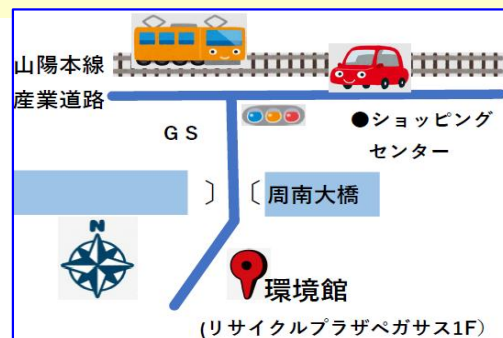 山陽本線
産業道路
ＧＳ
●ショッピング
センター
周南大橋
N
環境館
(リサイクルプラザペガサス1F)